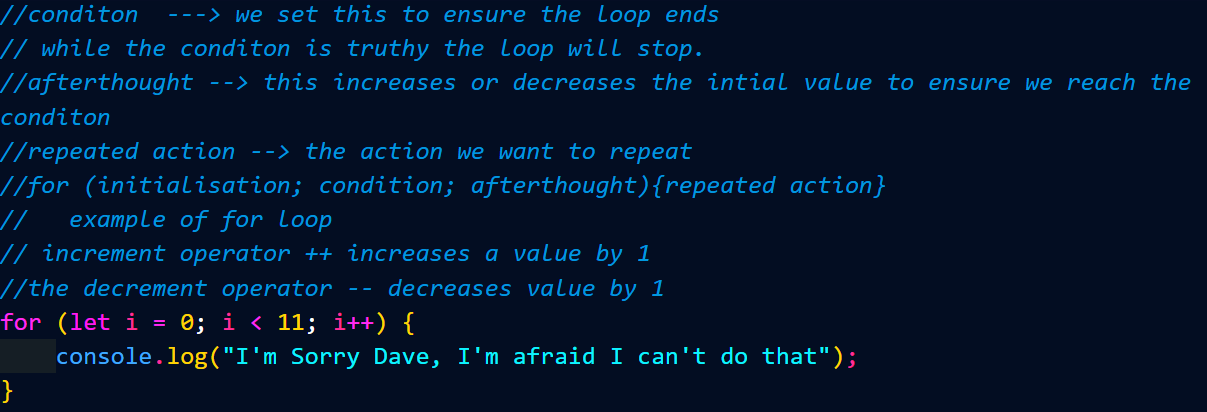 //conditon  ---> we set this to ensure the loop ends
// while the conditon is truthy the loop will stop.
//afterthought --> this increases or decreases the intial value to ensure we reach the
conditon
//repeated action --> the action we want to repeat
//for (initialisation; condition; afterthought){repeated action}
//   example of for loop
// increment operator ++ increases a value by 1
//the decrement operator -- decreases value by 1
for (let i = 0; i < 11; i++) {
    console.log("I'm Sorry Dave, I'm afraid I can't do that");
}